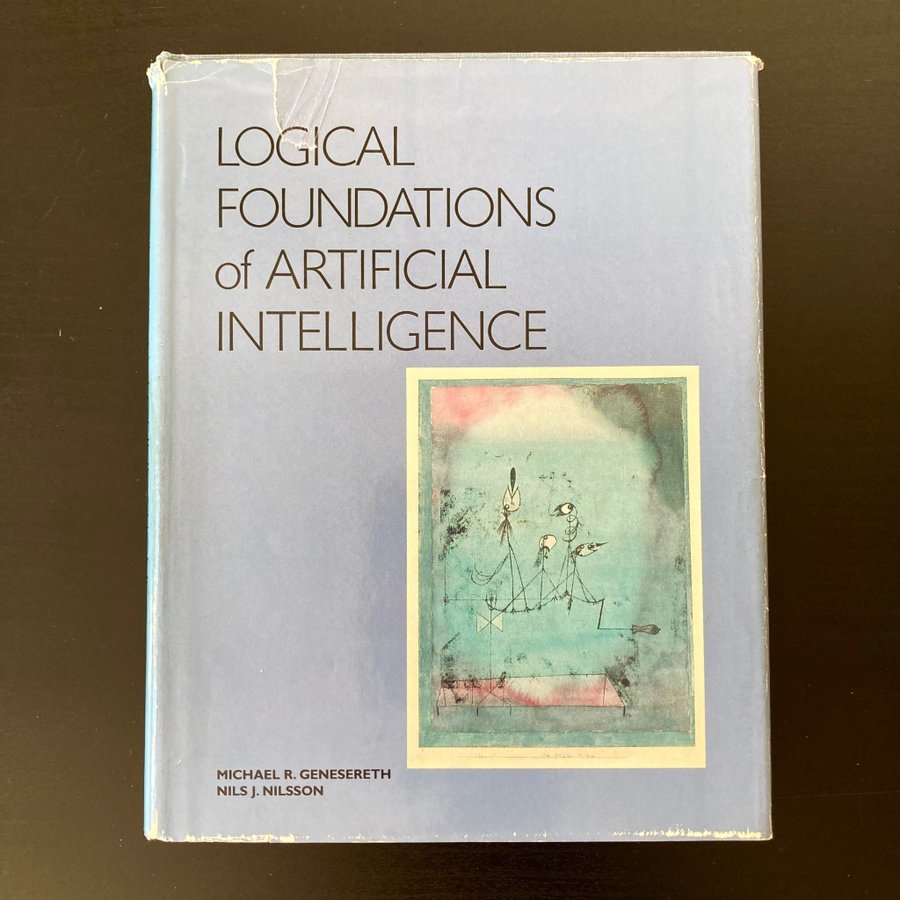 LOGICAL
FOUNDATIONS
of ARTIFICIAL
INTELLIGENCE
MICHAEL R. GENESERETH
NILS J. NILSSON